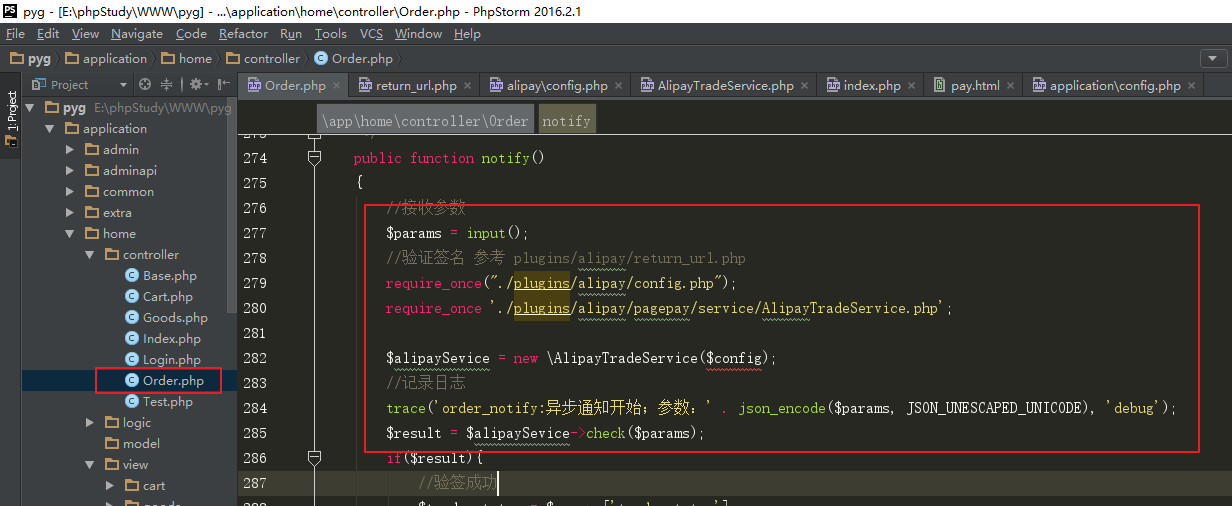 pyg - [E:\phpStudy\WWW\pyg] - ...\application\home\controller\Order.php - PhpStorm 2016.2.1
File Edit View Navigate Code Refactor Run Tools VCS Window Help
pyg application home controller Order.php
1: Project
Project
Order.php return_url.php alipay\config.php AlipayTradeService.php index.php pay.html application\config.php
pyg E:\phpStudy\WWW\pyg
application
admin
adminapi
common
extra
home
controller
Base.php
Cart.php
Goods.php
Index.php
Login.php
Order.php
Test.php
logic
model
view
cart
\app\home\controller\Order notify
274 public function notify()
275 {
276 //接收参数
277 $params = input();
278 //验证签名 参考 plugins/alipay/return_url.php
279 require_once("./plugins/alipay/config.php");
280 require_once './plugins/alipay/pagepay/service/AlipayTradeService.php';
281
282 $alipaySevice = new \AlipayTradeService($config);
283 //记录日志
284 trace('order_notify:异步通知开始；参数：' . json_encode($params, JSON_UNESCAPED_UNICODE), 'debug');
285 $result = $alipaySevice->check($params);
286 if($result){
287 //验签成功